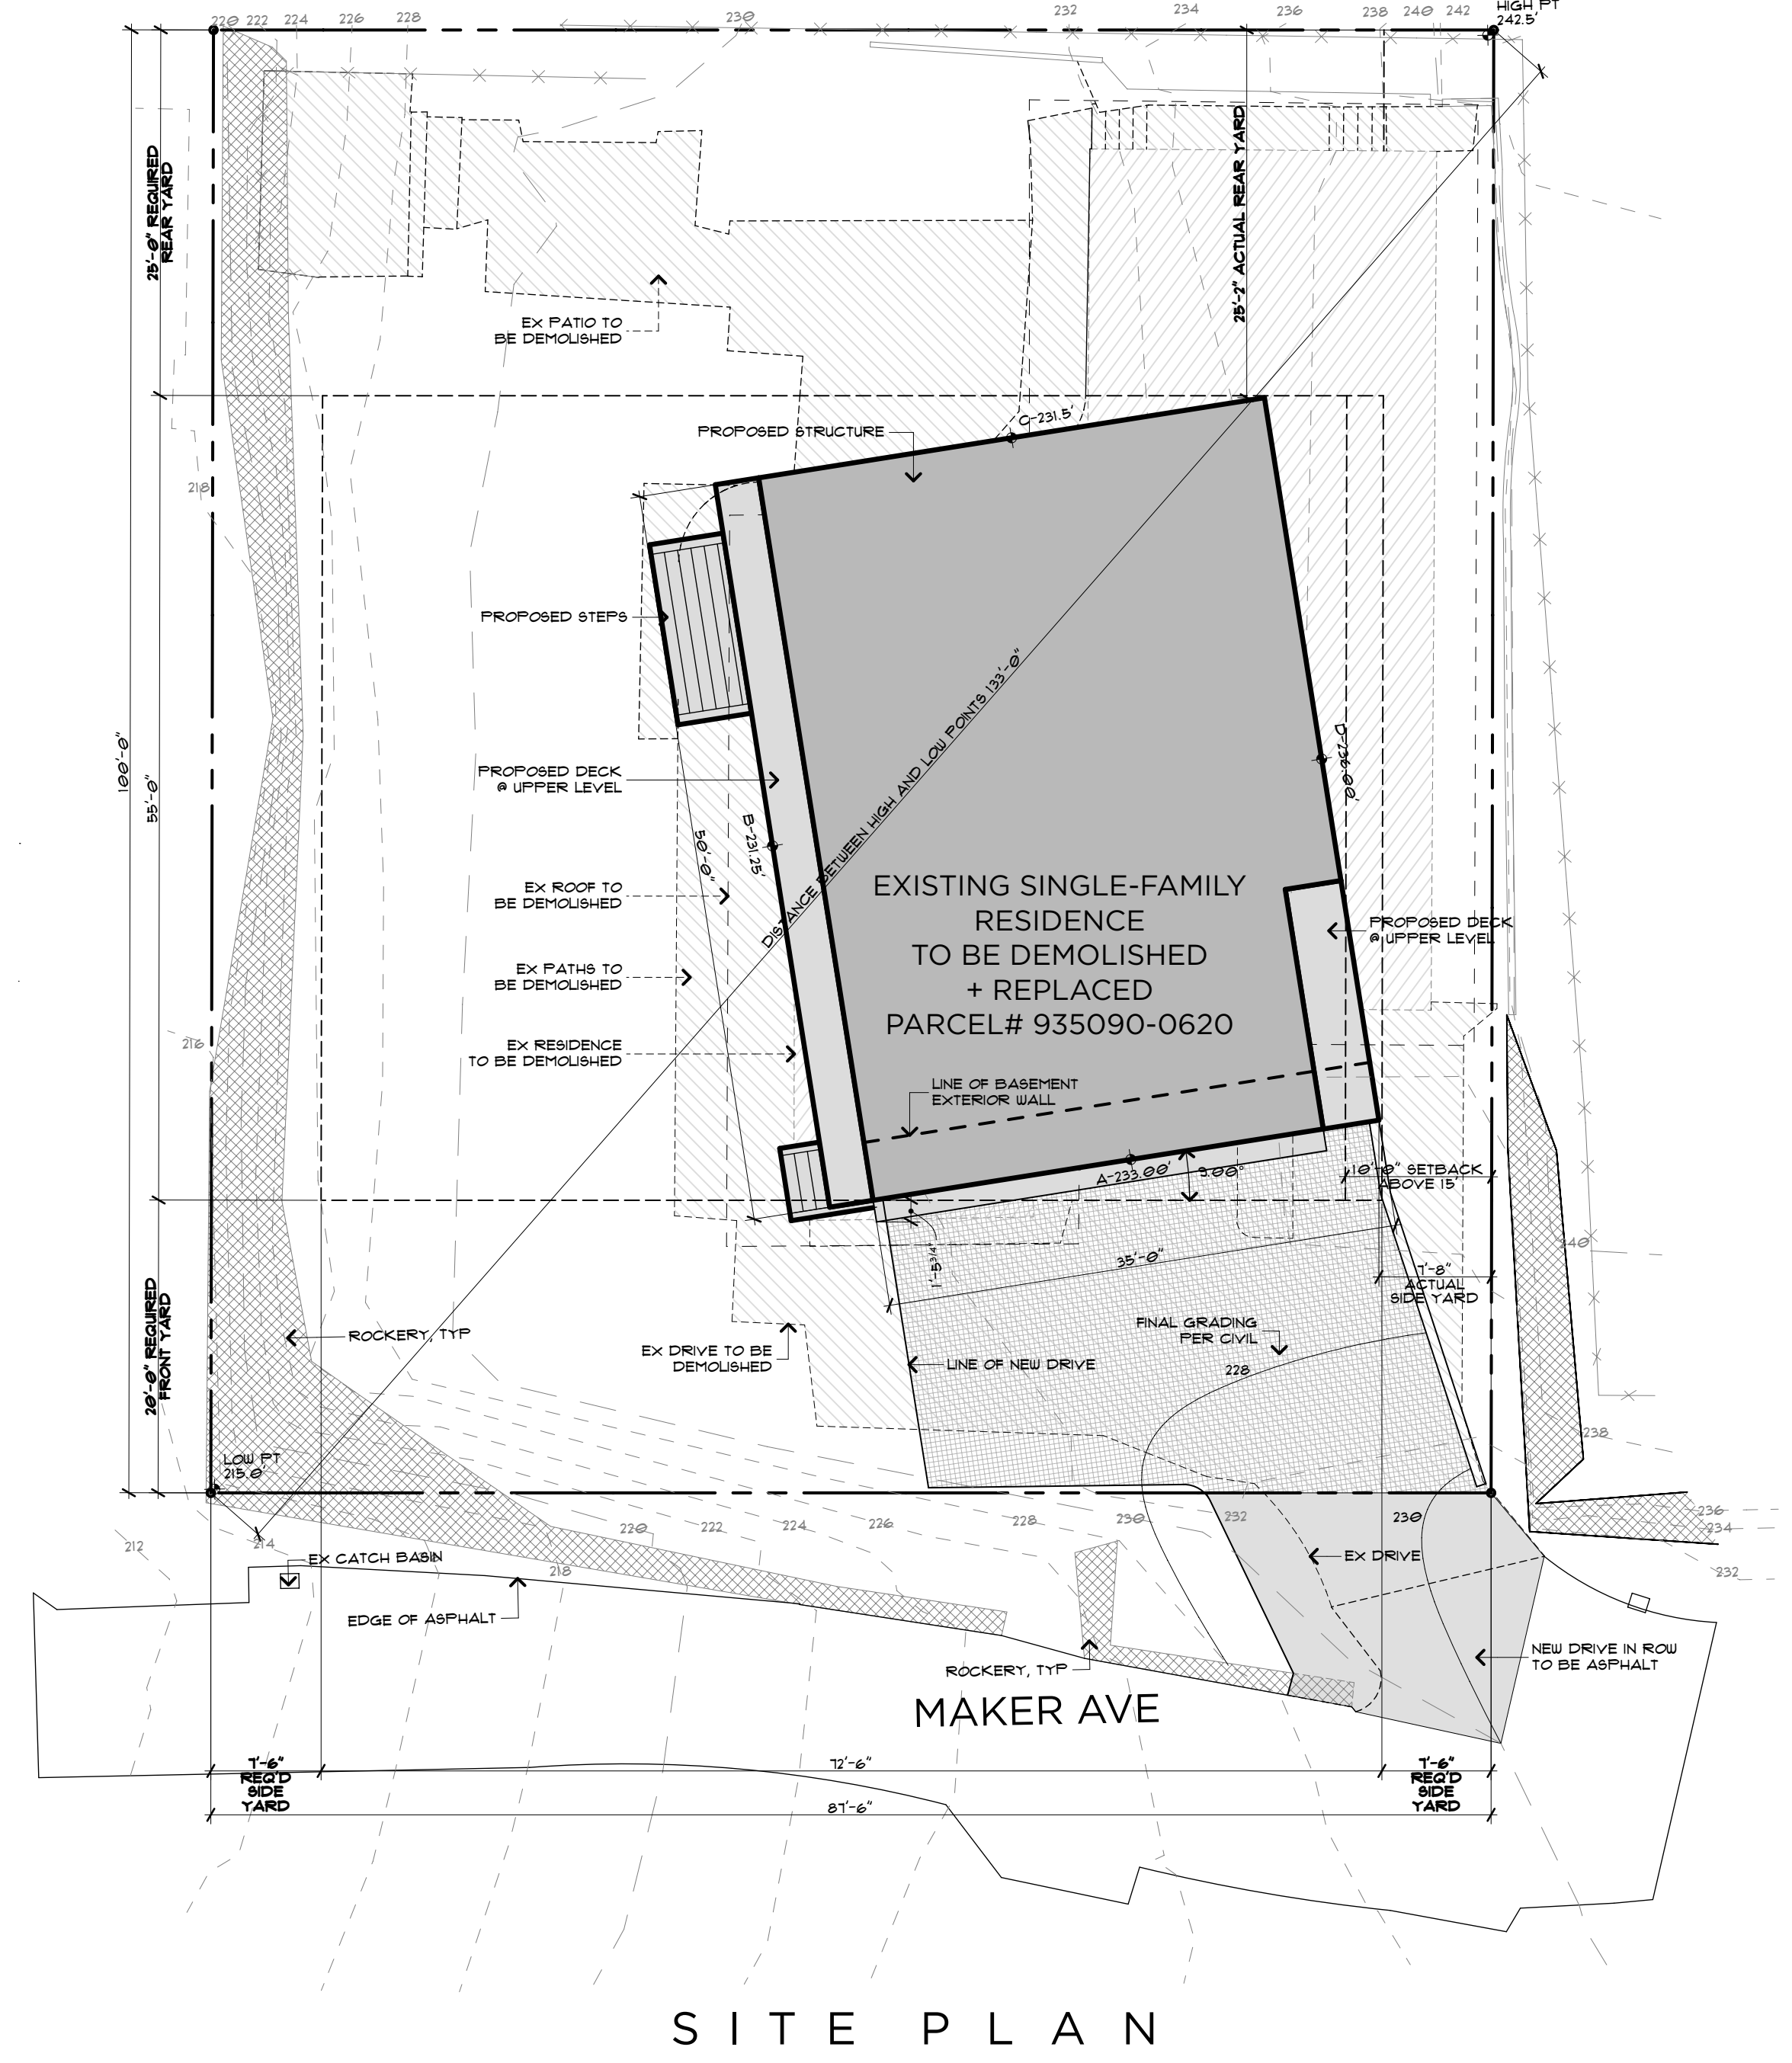 220 222 224 226 228 230 232 234 236 238 240 242
HIGH PT
242.5'
25'-0" REQUIRED
REAR YARD
25'-2" ACTUAL REAR YARD
EX PATIO TO
BE DEMOLISHED
PROPOSED STRUCTURE
C-231.5'
218
PROPOSED STEPS
DISTANCE BETWEEN HIGH AND LOW POINTS 133'-0"
100'-0"
55'-0"
PROPOSED DECK
@ UPPER LEVEL
50'-0"
B-231.25'
D-236.00'
EX ROOF TO
BE DEMOLISHED
EXISTING SINGLE-FAMILY
RESIDENCE
TO BE DEMOLISHED
+ REPLACED
PARCEL# 935090-0620
PROPOSED DECK
@ UPPER LEVEL
EX PATHS TO
BE DEMOLISHED
216
EX RESIDENCE
TO BE DEMOLISHED
LINE OF BASEMENT
EXTERIOR WALL
A-233.00'
9.00°
10'-0" SETBACK
ABOVE 15'
1'-5 3/4"
35'-0"
240
7'-8"
ACTUAL
SIDE YARD
20'-0" REQUIRED
FRONT YARD
ROCKERY, TYP
EX DRIVE TO BE
DEMOLISHED
FINAL GRADING
PER CIVIL
LINE OF NEW DRIVE
228
238
LOW PT
215.0'
212
214
218
220
222
224
226
228
230
232
230
236
234
232
EX CATCH BASIN
EX DRIVE
EDGE OF ASPHALT
ROCKERY, TYP
NEW DRIVE IN ROW
TO BE ASPHALT
MAKER AVE
7'-6"
REQ'D
SIDE
YARD
72'-6"
7'-6"
REQ'D
SIDE
YARD
87'-6"
SITE PLAN